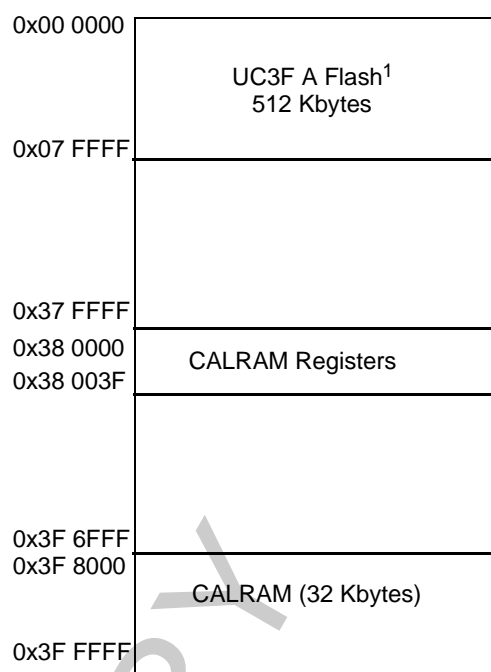 0x00 0000
UC3F A Flash1
512 Kbytes
0x07 FFFF
0x37 FFFF
0x38 0000
CALRAM Registers
0x38 003F
0x3F 6FFF
0x3F 8000
CALRAM (32 Kbytes)
0x3F FFFF